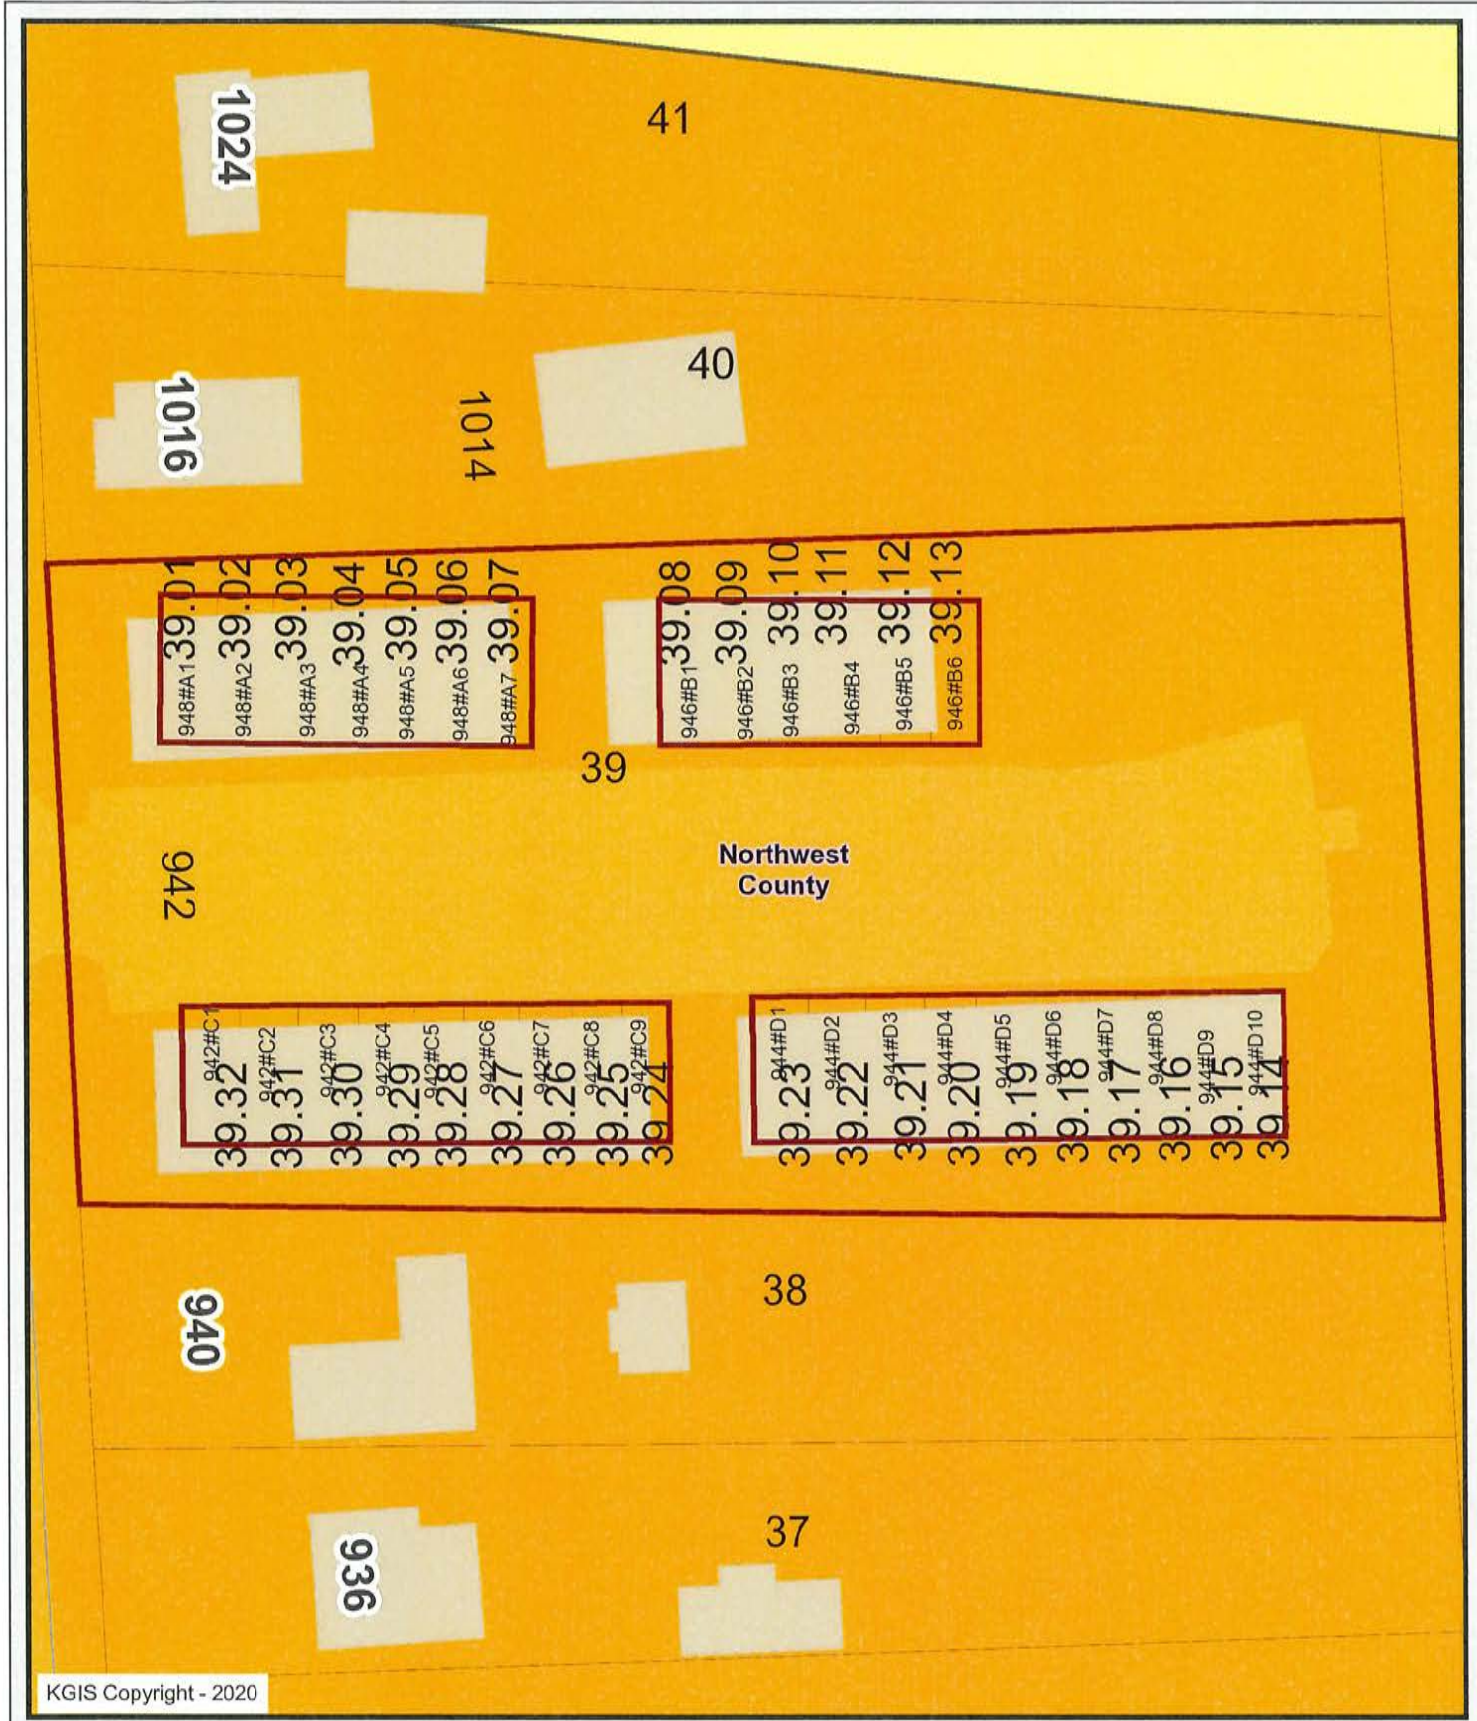 41
1024
40
1016
1014
39.01
39.02
39.03
39.04
39.05
39.06
39.07
39.08
39.09
39.10
39.11
39.12
39.13
948#A1
948#A2
948#A3
948#A4
948#A5
948#A6
948#A7
946#B1
946#B2
946#B3
946#B4
946#B5
946#B6
39
Northwest
County
942
942#C1
942#C2
942#C3
942#C4
942#C5
942#C6
942#C7
942#C8
942#C9
944#D1
944#D2
944#D3
944#D4
944#D5
944#D6
944#D7
944#D8
944#D9
944#D10
39.32
39.31
39.30
39.29
39.28
39.27
39.26
39.25
39.24
39.23
39.22
39.21
39.20
39.19
39.18
39.17
39.16
39.15
39.14
38
940
37
936
KGIS Copyright - 2020